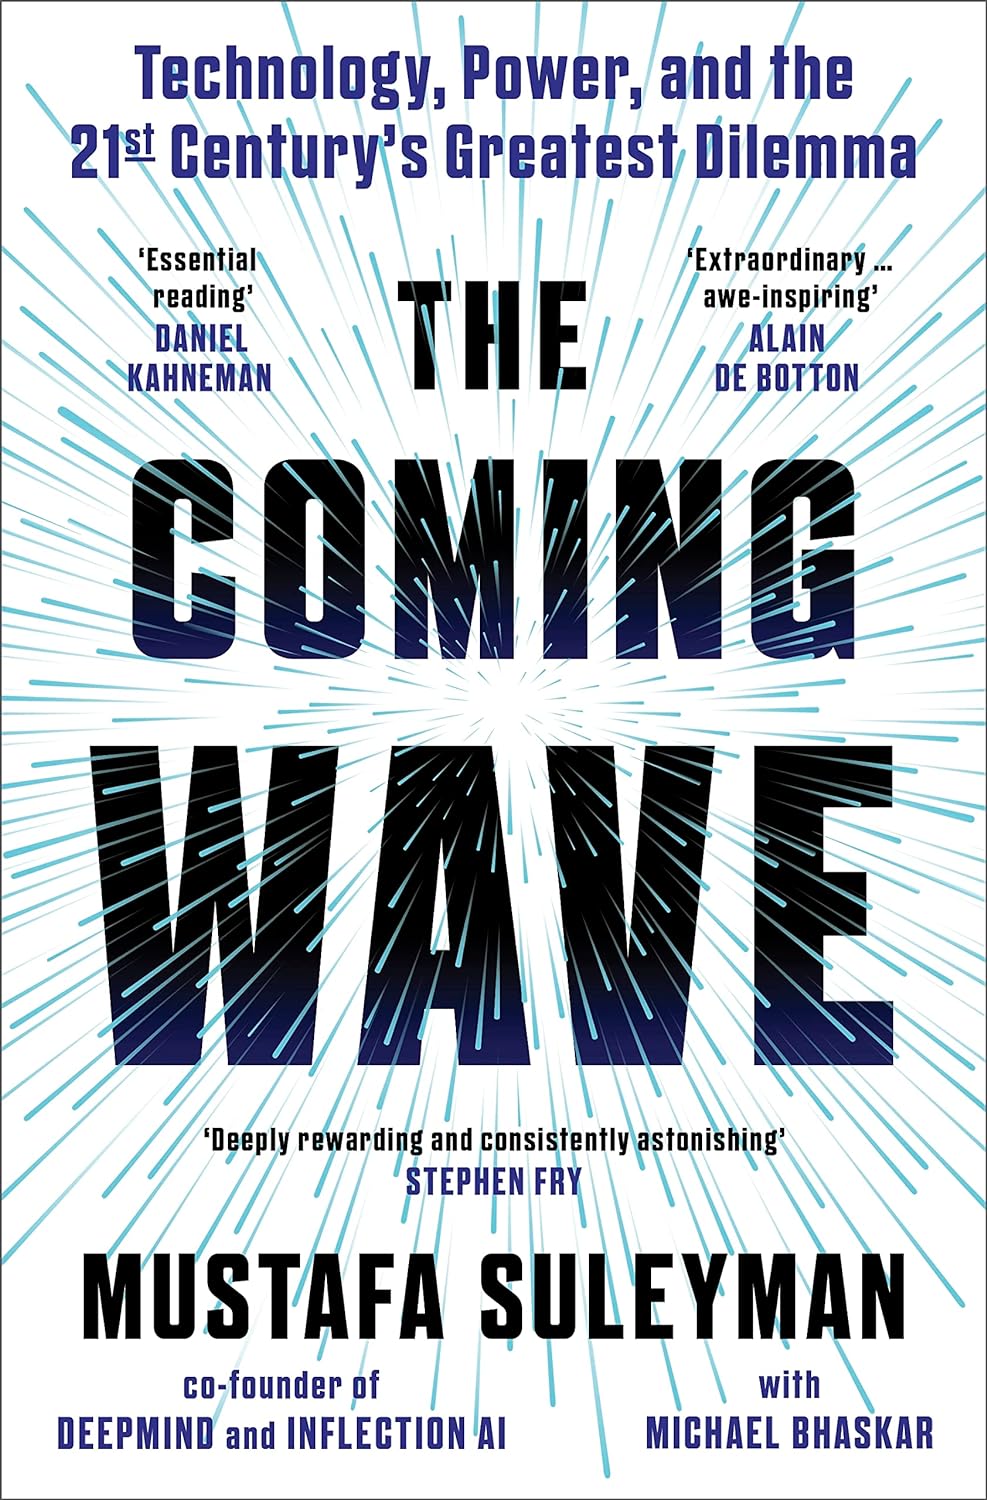 Technology, Power, and the
21st Century's Greatest Dilemma
‘Essential
reading’
DANIEL
KAHNEMAN
‘Extraordinary ...
awe-inspiring’
ALAIN
DE BOTTON
THE
COMING
WAVE
‘Deeply rewarding and consistently astonishing’
STEPHEN FRY
MUSTAFA SULEYMAN
co-founder of
DEEPMIND and INFLECTION AI
with
MICHAEL BHASKAR